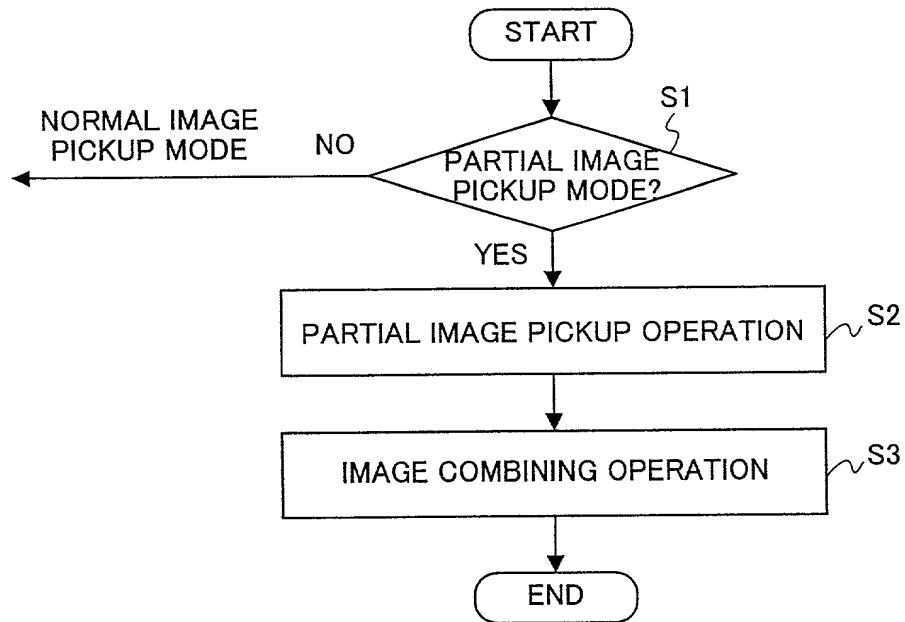 START
S1
NORMAL IMAGE
PICKUP MODE
NO
PARTIAL IMAGE
PICKUP MODE?
YES
PARTIAL IMAGE PICKUP OPERATION
S2
IMAGE COMBINING OPERATION
S3
END